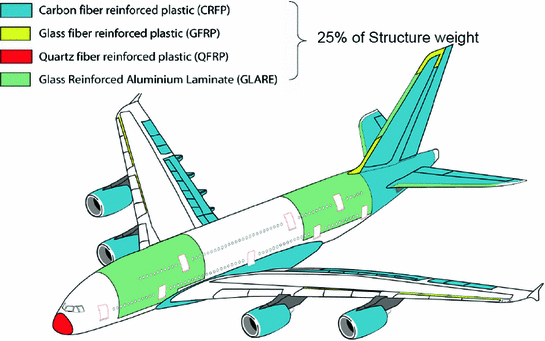 Carbon fiber reinforced plastic (CRFP)
Glass fiber reinforced plastic (GFRP)
25% of Structure weight
Quartz fiber reinforced plastic (QFRP)
Glass Reinforced Aluminium Laminate (GLARE)